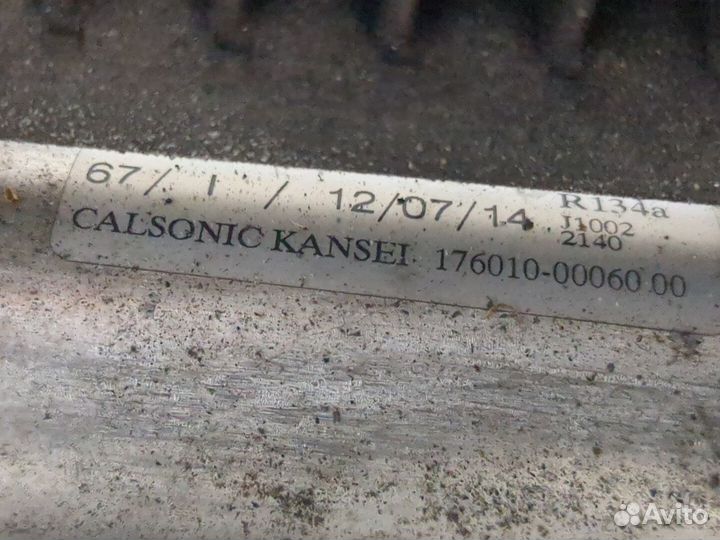 67/ 1 / 12/07/14
R134a
J1002
2140
CALSONIC KANSEI 176010-00060 00
Avito